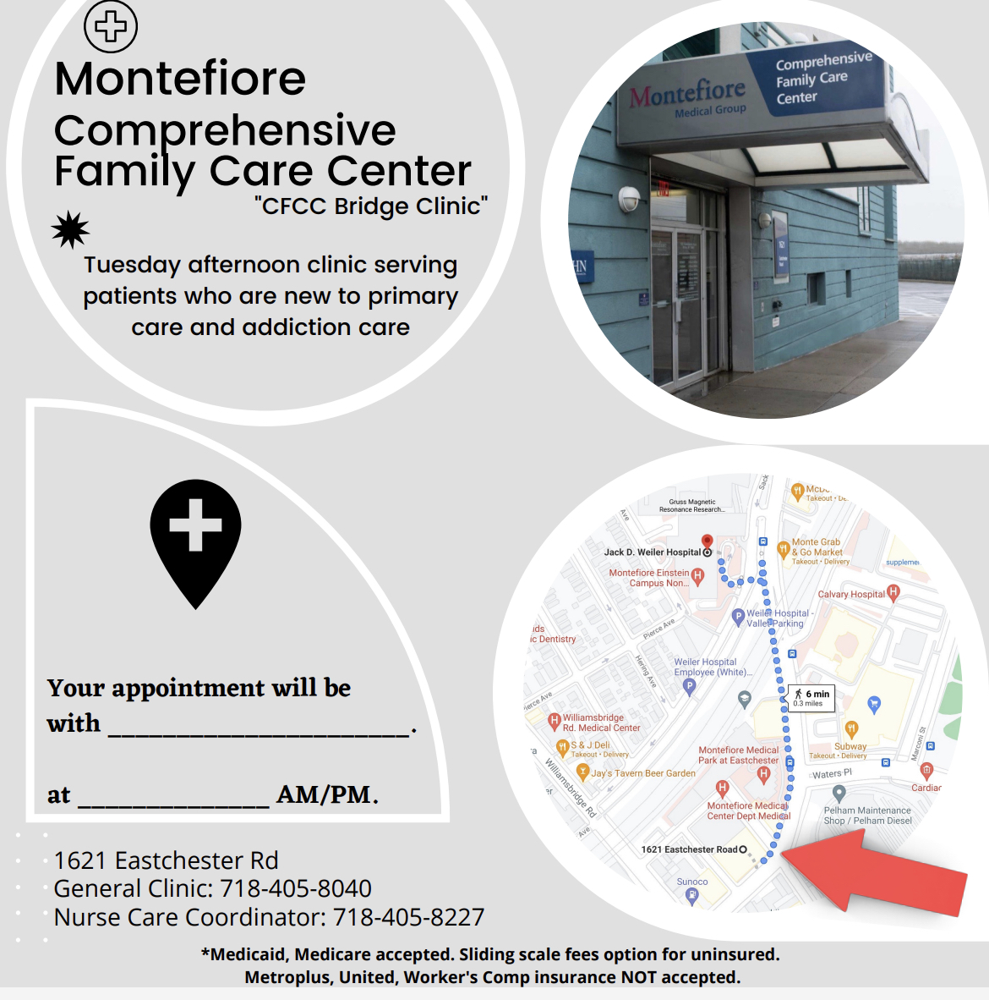 Montefiore
Comprehensive
Family Care Center
"CFCC Bridge Clinic"
Tuesday afternoon clinic serving
patients who are new to primary
care and addiction care
Montefiore
Medical Group
Comprehensive
Family Care
Center
HN
1621
Your appointment will be
with ______________________.
at ______________ AM/PM.
Gruss Magnetic
Resonance Research...
Sack
Takeout •
Ave
Jack D. Weiler Hospital
Monte Grab
& Go Market
Takeout • Delivery
Montefiore Einstein
Campus Non...
Calvary Hospital
Weiler Hospital -
Valet Parking
Pierce Ave
ic Dentistry
Hering Ave
Weiler Hospital
Employee (White)...
6 min
0.3 miles
ierce Ave
Williamsbridge
Rd. Medical Center
S & J Deli
Takeout • Delivery
Subway
Takeout • Delivery
Marconi St
Montefiore Medical
Park at Eastchester
Jay's Tavern Beer Garden
Waters Pl
Williamsbridge Rd
Cardiac
Montefiore Medical
Center Dept Medical
Pelham Maintenance
Shop / Pelham Diesel
Ave
1621 Eastchester Road
Sunoco
1621 Eastchester Rd
General Clinic: 718-405-8040
Nurse Care Coordinator: 718-405-8227
*Medicaid, Medicare accepted. Sliding scale fees option for uninsured.
Metroplus, United, Worker's Comp insurance NOT accepted.